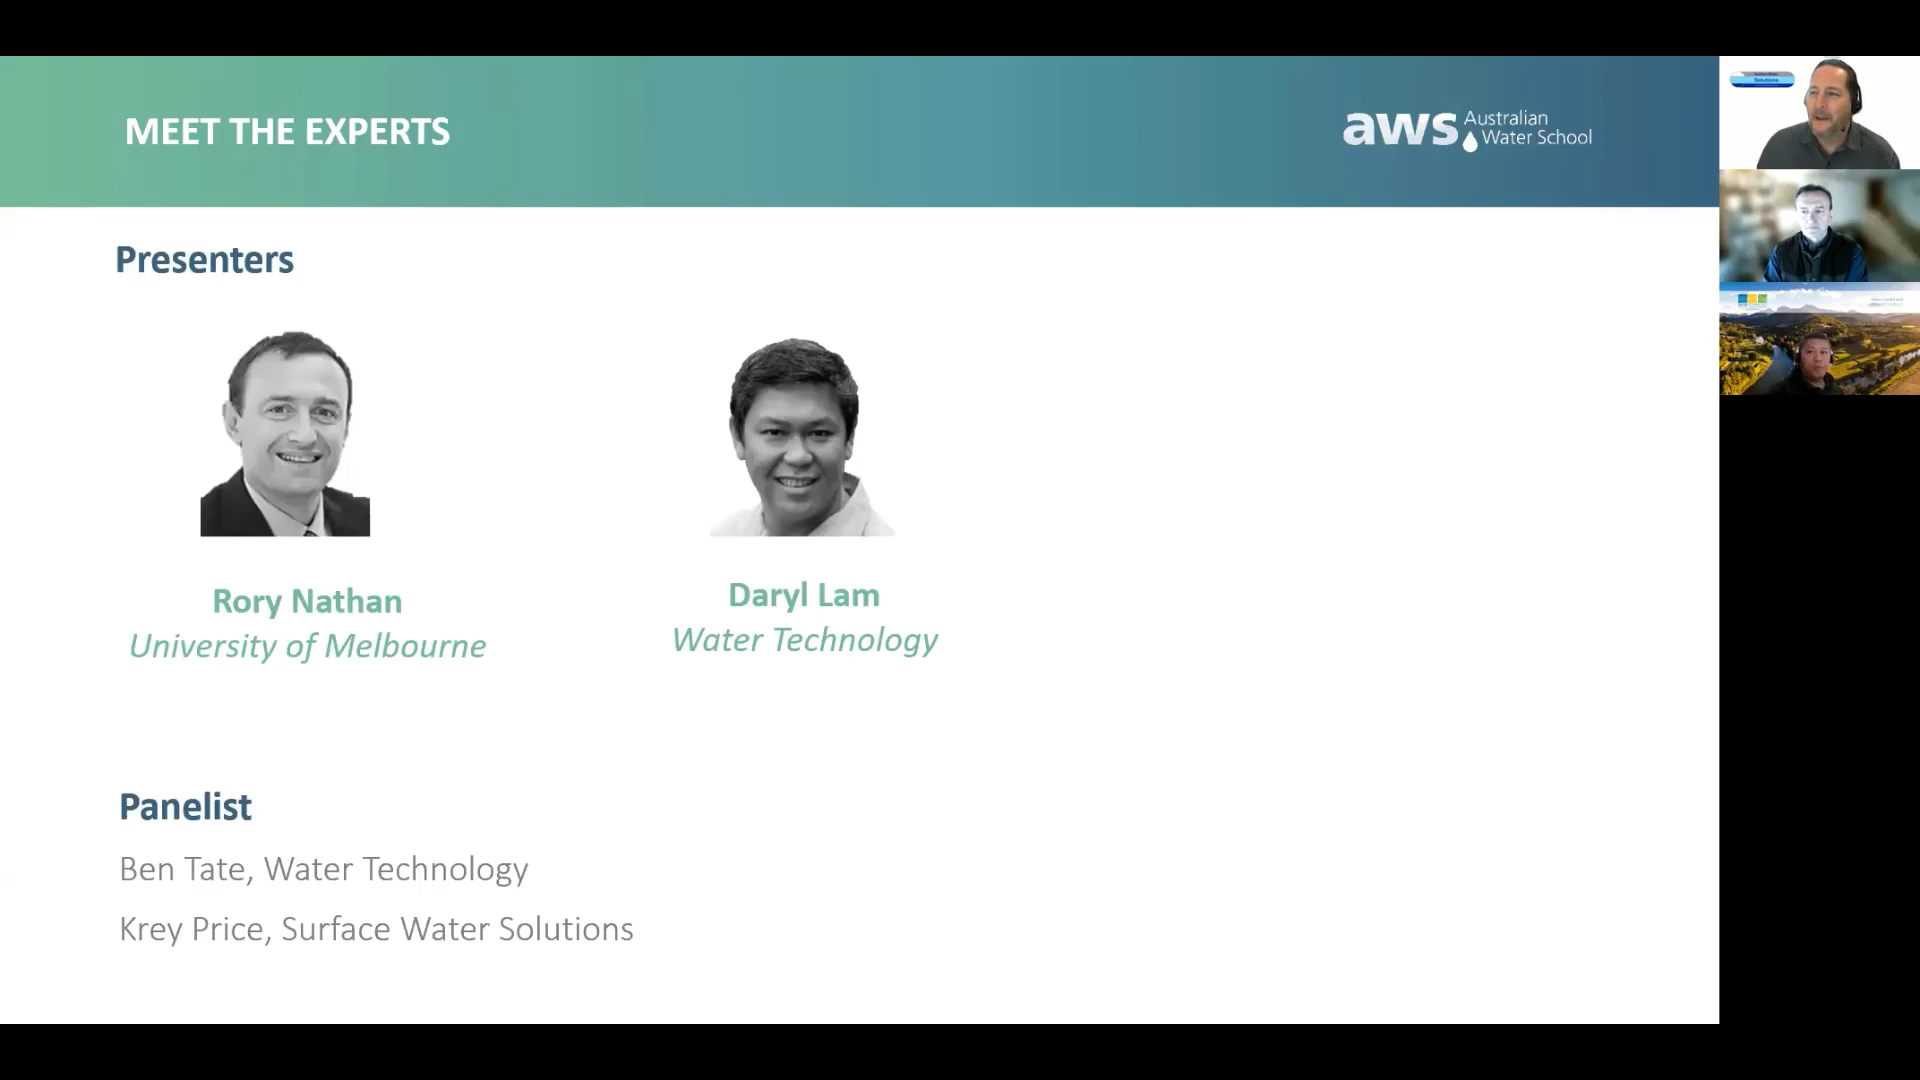 MEET THE EXPERTS
aws Australian
Water School
Presenters
Rory Nathan
University of Melbourne
Daryl Lam
Water Technology
Panelist
Ben Tate, Water Technology
Krey Price, Surface Water Solutions
Solutions